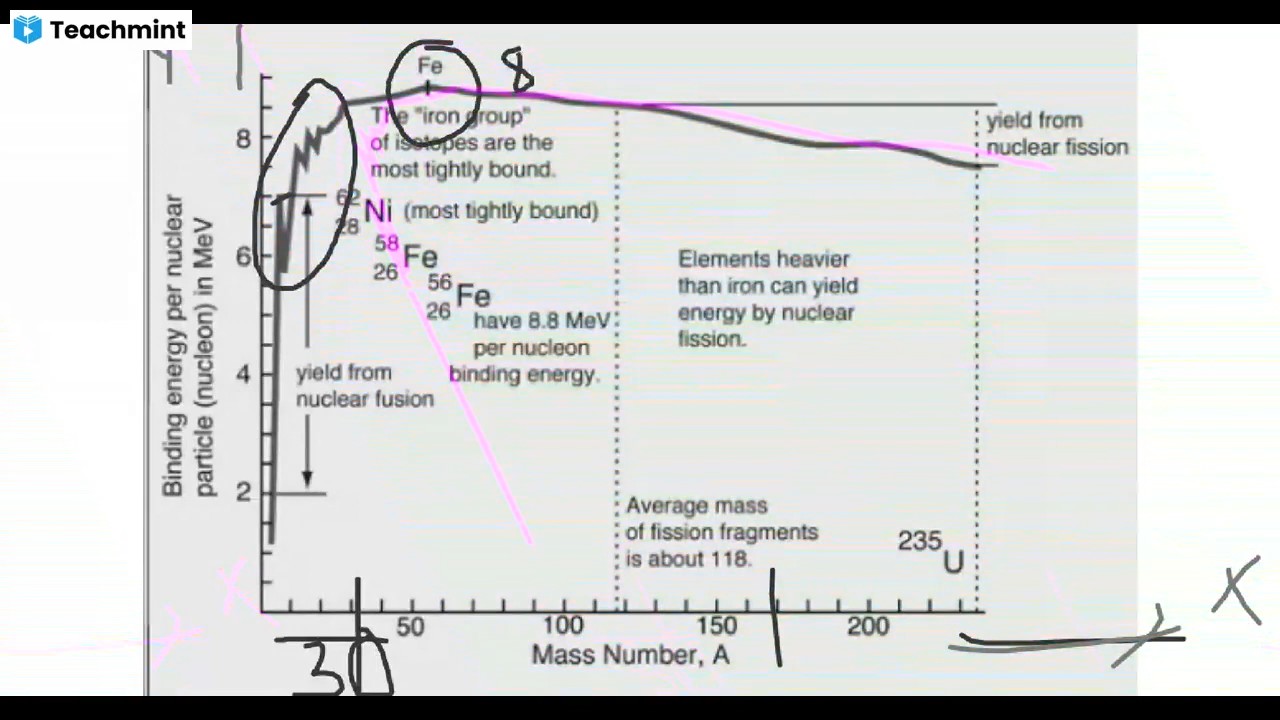 Teachmint
Fe
8
8
The "iron group"
of isotopes are the
most tightly bound.
yield from
nuclear fission
62
28 Ni (most tightly bound)
58
26 Fe
56
26 Fe
have 8.8 MeV
per nucleon
binding energy.
6
Elements heavier
than iron can yield
energy by nuclear
fission.
Binding energy per nuclear
particle (nucleon) in MeV
4
yield from
nuclear fusion
2
Average mass
of fission fragments
is about 118.
235
U
X
50 100 150 200
30
Mass Number, A